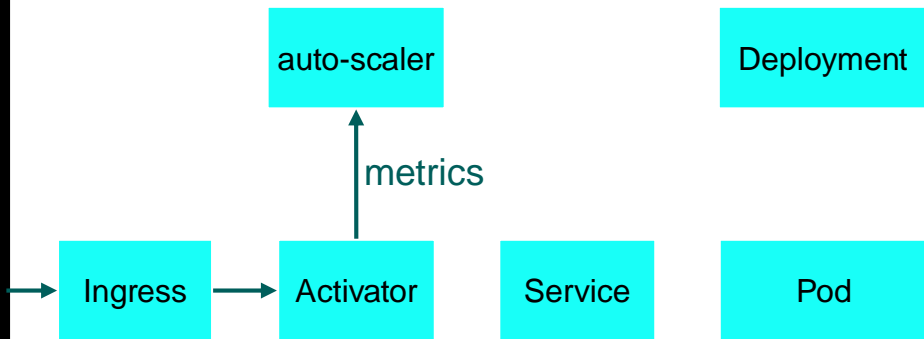 auto-scaler
Deployment
metrics
Ingress
Activator
Service
Pod